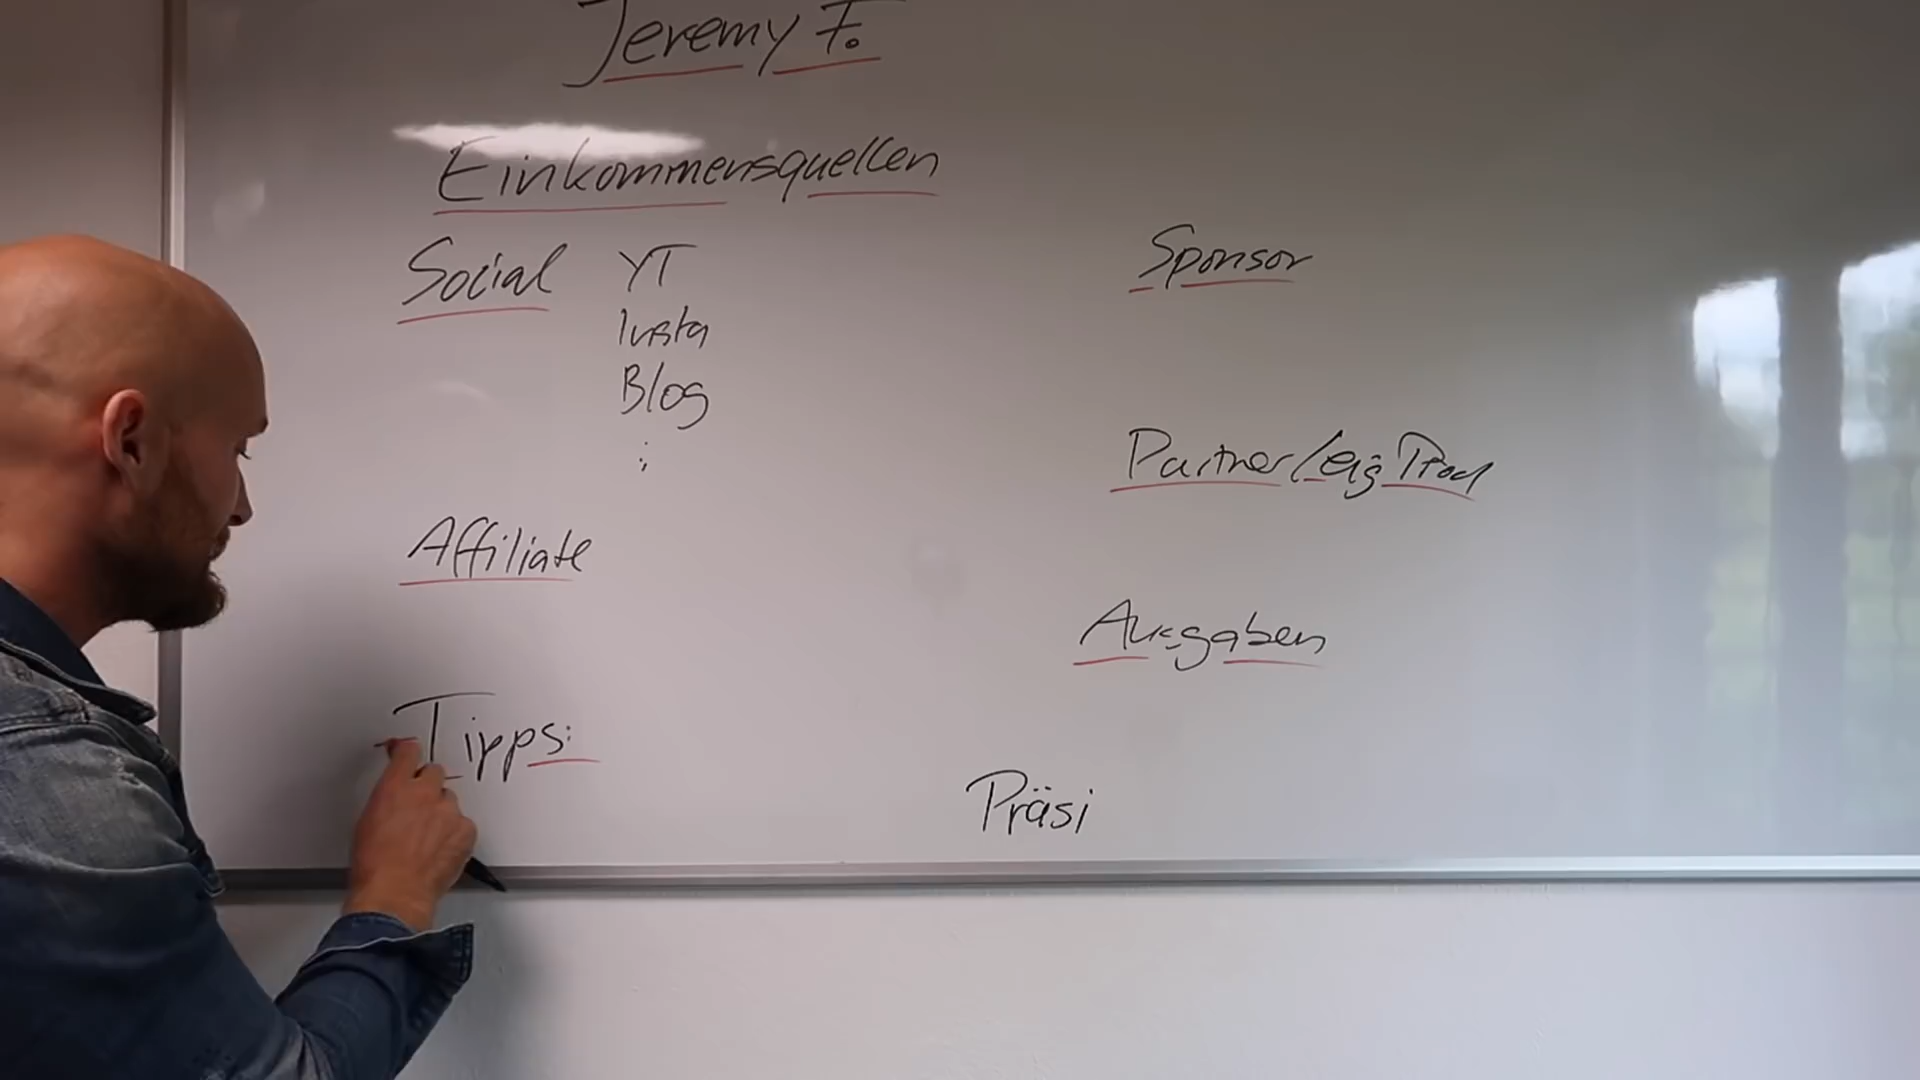 Jeremy F.
Einkommensquellen
Social
YT
Insta
Blog
:
Affiliate
Tipps:
Sponsor
Partner/eig Prod
Ausgaben
Präsi